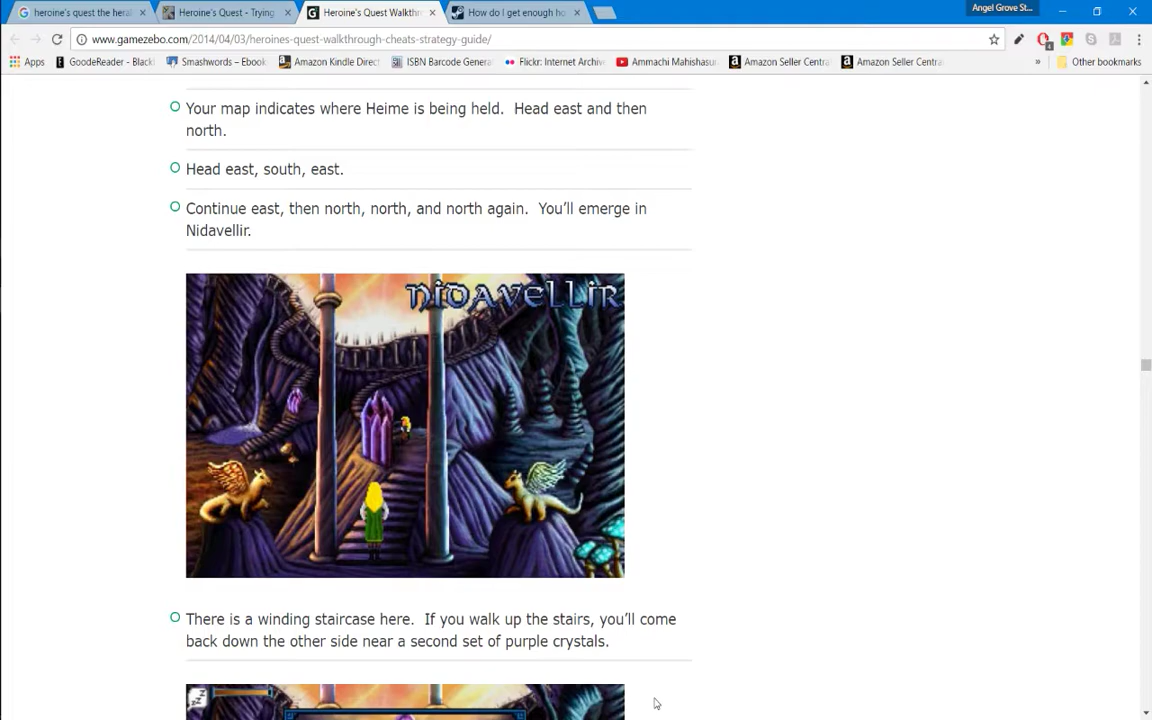 heroine's quest the hera
Heroine's Quest - Trying
Heroine's Quest Walkthr
How do I get enough ho
Angel Grove St...
www.gamezebo.com/2014/04/03/heroines-quest-walkthrough-cheats-strategy-guide/
Apps
GoodeReader - Black
Smashwords – Ebook
Amazon Kindle Direct
ISBN Barcode Genera
Flickr: Internet Archiv
Ammachi Mahishasu
Amazon Seller Centra
Amazon Seller Centra
»
Other bookmarks
Your map indicates where Heime is being held. Head east and then
north.
Head east, south, east.
Continue east, then north, north, and north again. You’ll emerge in
Nidavellir.
NIDAVELLIR
There is a winding staircase here. If you walk up the stairs, you’ll come
back down the other side near a second set of purple crystals.